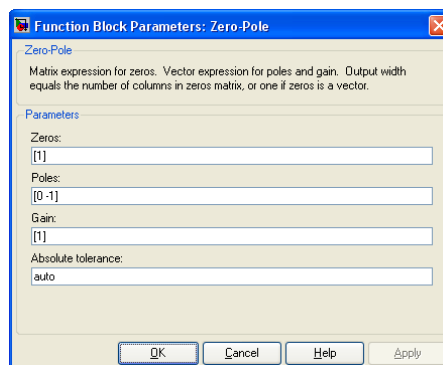 Function Block Parameters: Zero-Pole
Zero-Pole
Matrix expression for zeros. Vector expression for poles and gain. Output width
equals the number of columns in zeros matrix, or one if zeros is a vector.
Parameters
Zeros:
[1]
Poles:
[0 -1]
Gain:
[1]
Absolute tolerance:
auto
OK Cancel Help Apply